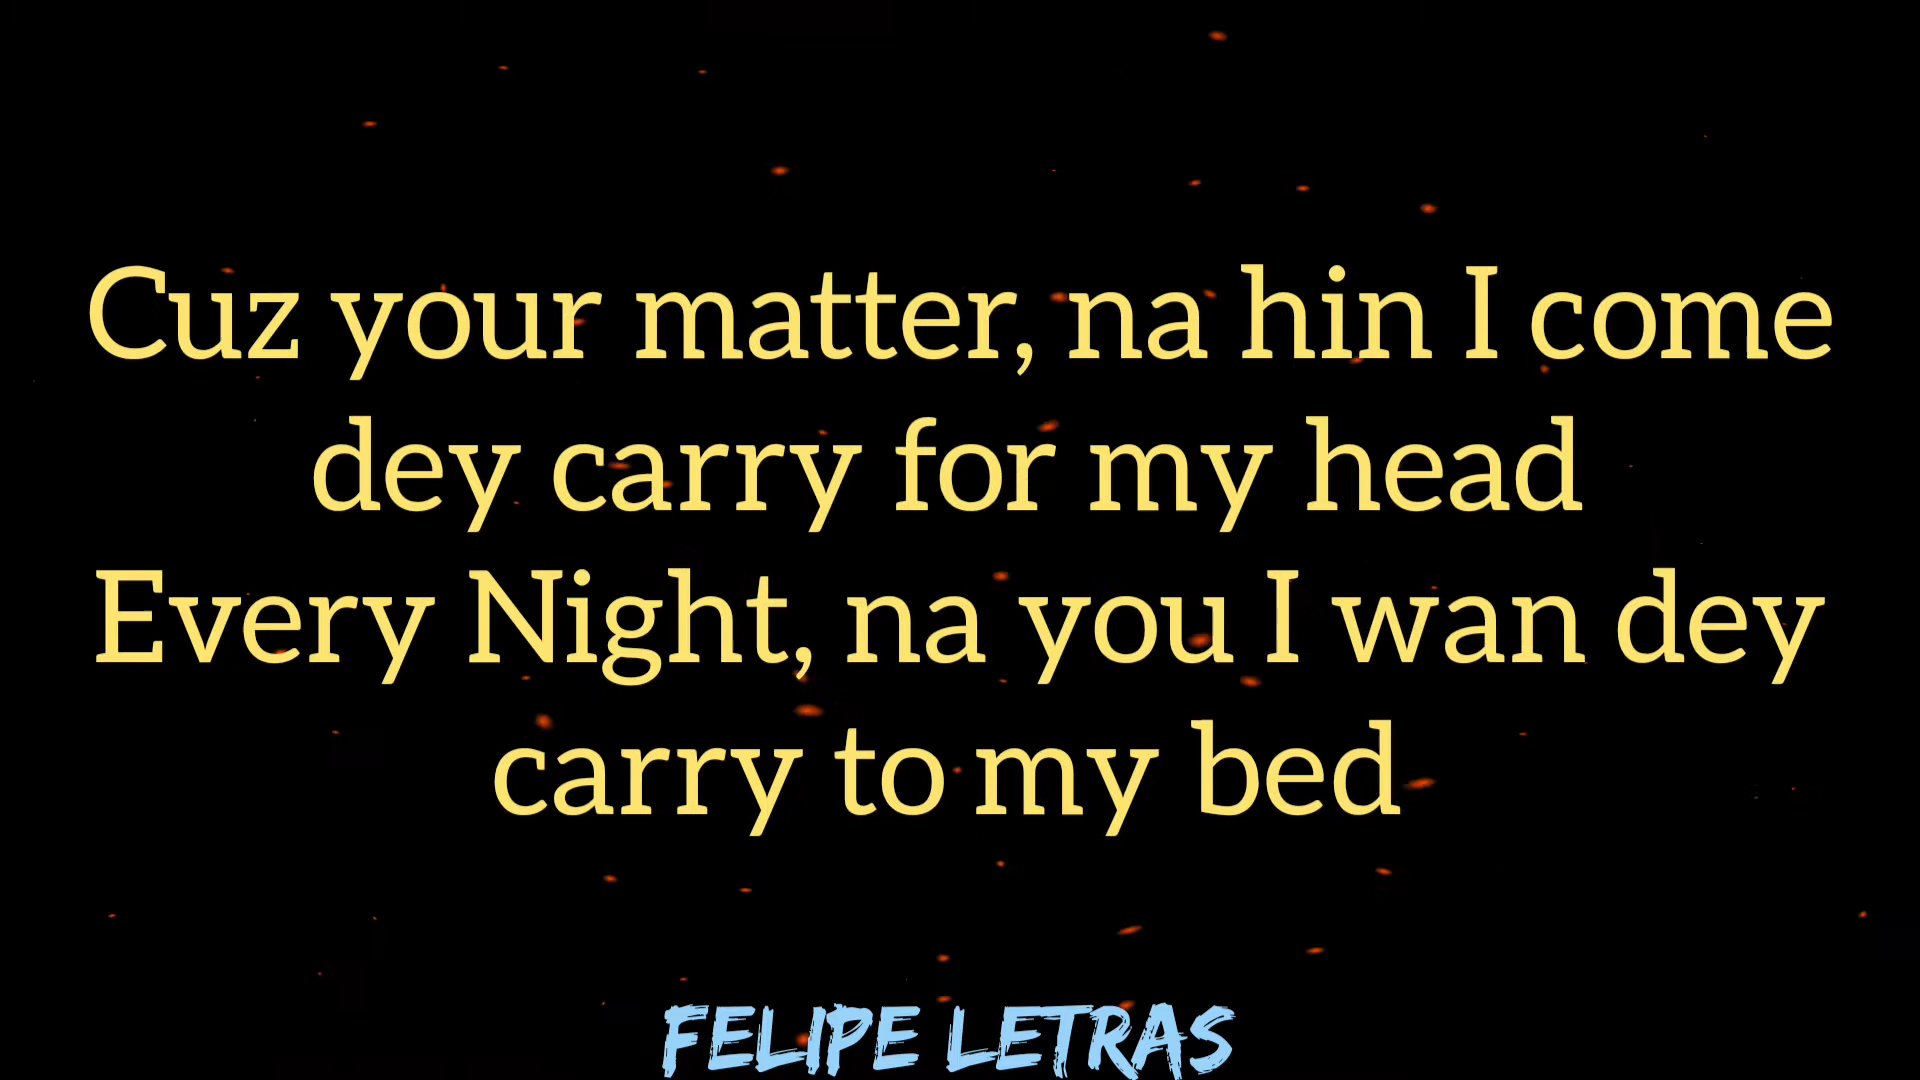 Cuz your matter, na hin I come
dey carry for my head
Every Night, na you I wan dey
carry to my bed
FELIPE LETRAS